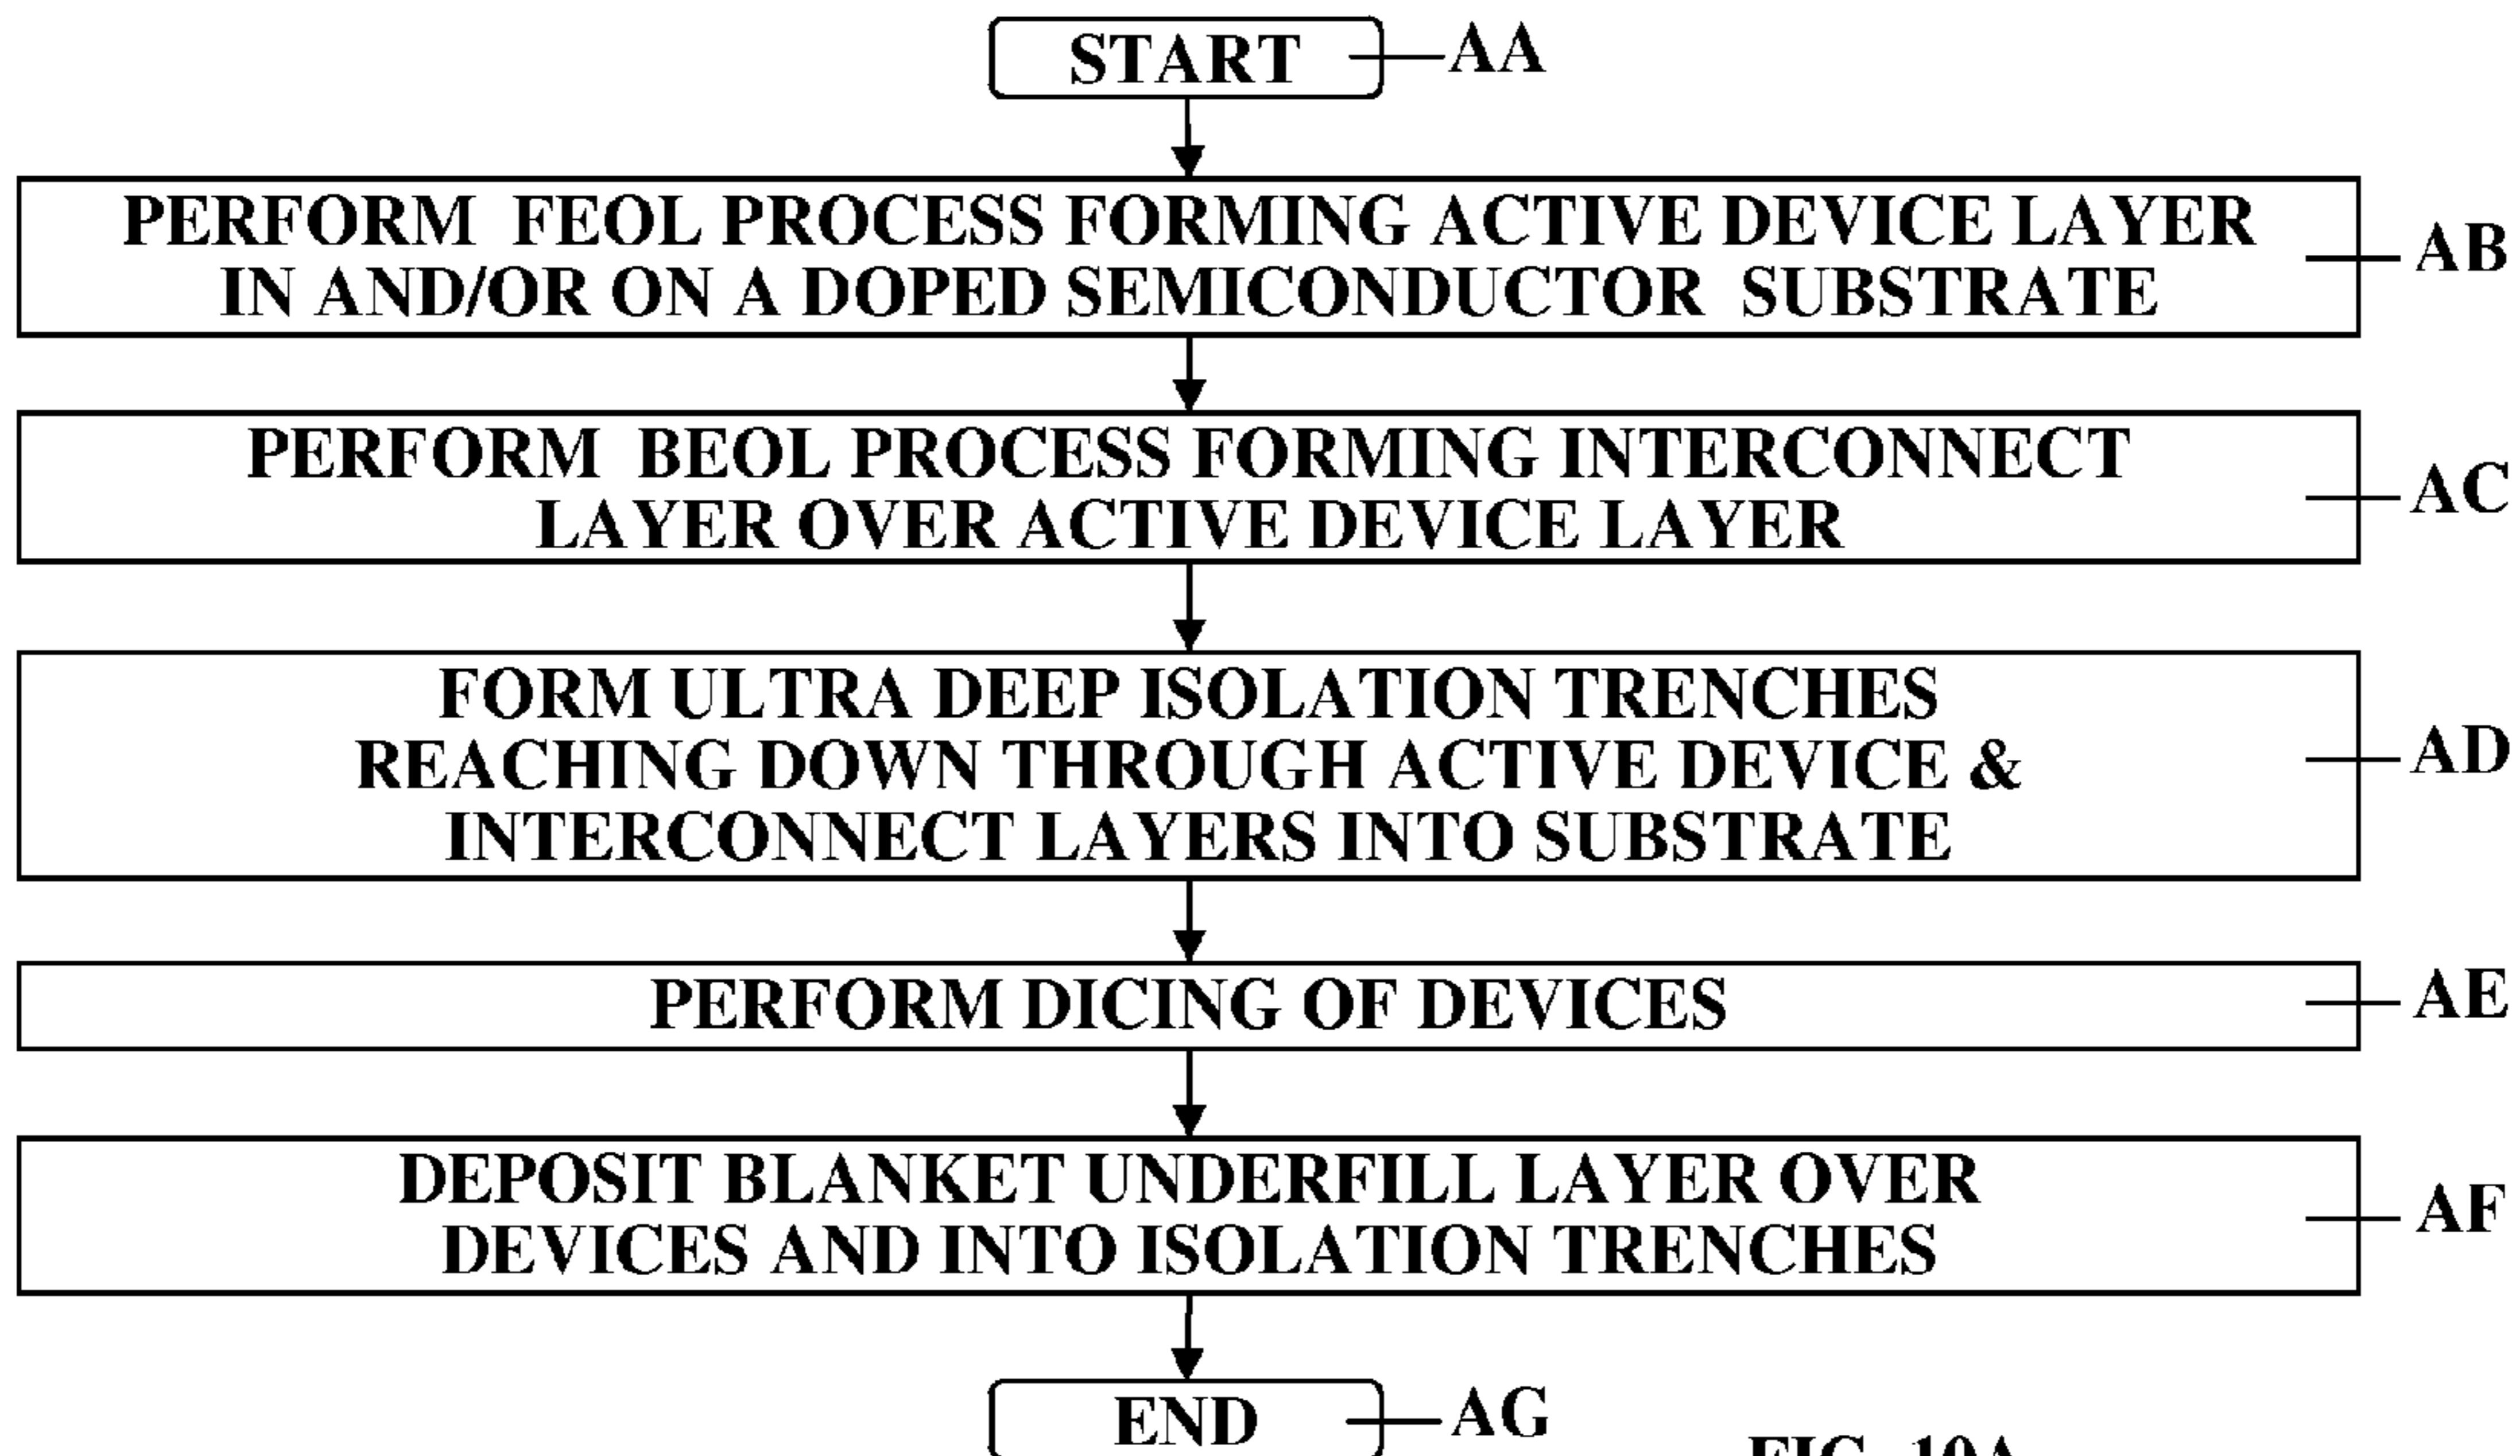 START AA
PERFORM FEOL PROCESS FORMING ACTIVE DEVICE LAYER
IN AND/OR ON A DOPED SEMICONDUCTOR SUBSTRATE
AB
PERFORM BEOL PROCESS FORMING INTERCONNECT
LAYER OVER ACTIVE DEVICE LAYER
AC
FORM ULTRA DEEP ISOLATION TRENCHES
REACHING DOWN THROUGH ACTIVE DEVICE &
INTERCONNECT LAYERS INTO SUBSTRATE
AD
PERFORM DICING OF DEVICES AE
DEPOSIT BLANKET UNDERFILL LAYER OVER
DEVICES AND INTO ISOLATION TRENCHES
AF
END AG
FIG. 10A